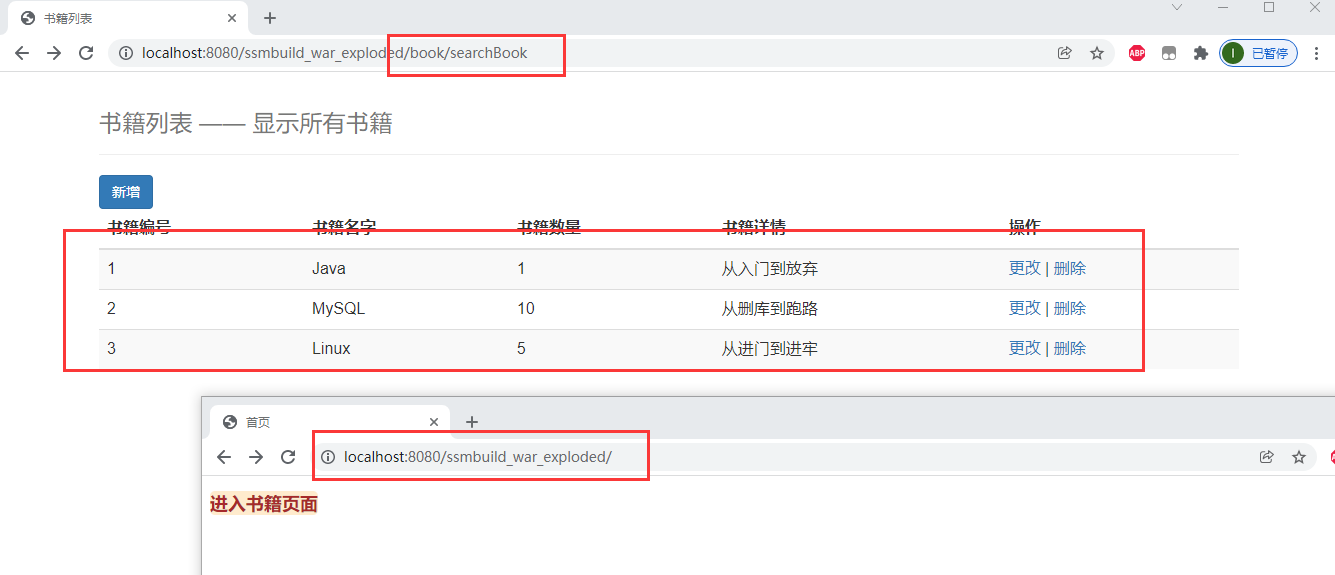 书籍列表
localhost:8080/ssmbuild_war_exploded/book/searchBook
ABP
I 已暂停
书籍列表 —— 显示所有书籍
新增
书籍编号 书籍名字 书籍数量 书籍详情 操作
1 Java 1 从入门到放弃 更改 | 删除
2 MySQL 10 从删库到跑路 更改 | 删除
3 Linux 5 从进门到进牢 更改 | 删除
首页
localhost:8080/ssmbuild_war_exploded/
进入书籍页面